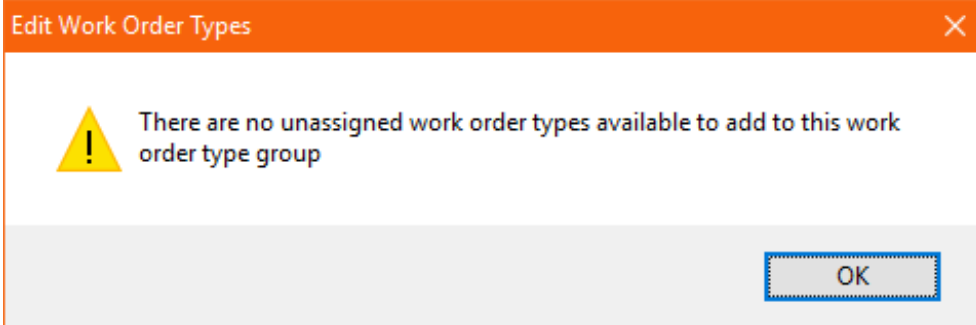 Edit Work Order Types
There are no unassigned work order types available to add to this work
order type group
OK